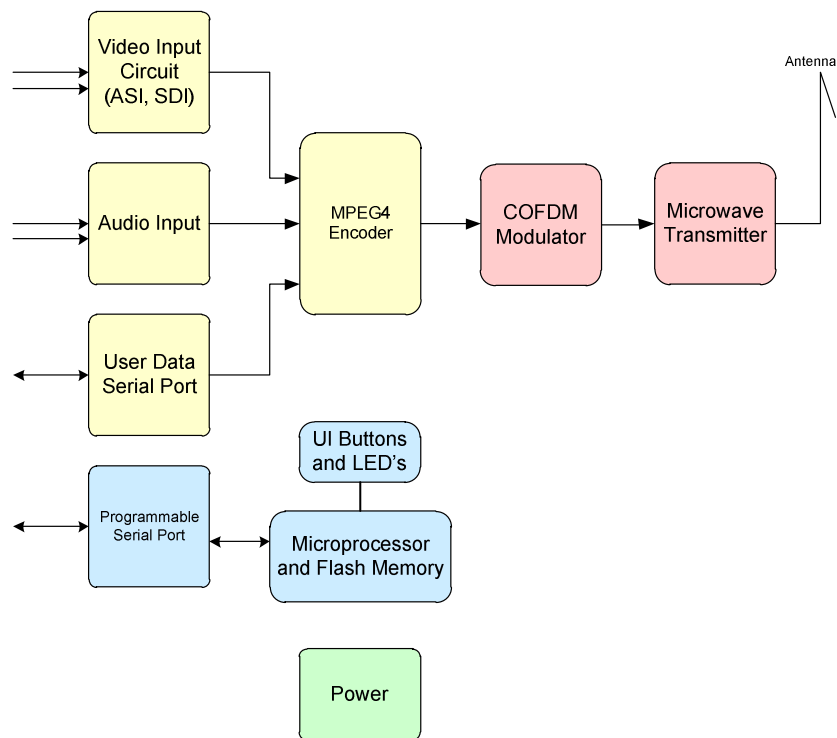 Video Input
Circuit
(ASI, SDI)
Antenna
Audio Input
MPEG4
Encoder
COFDM
Modulator
Microwave
Transmitter
User Data
Serial Port
UI Buttons
and LED's
Programmable
Serial Port
Microprocessor
and Flash Memory
Power